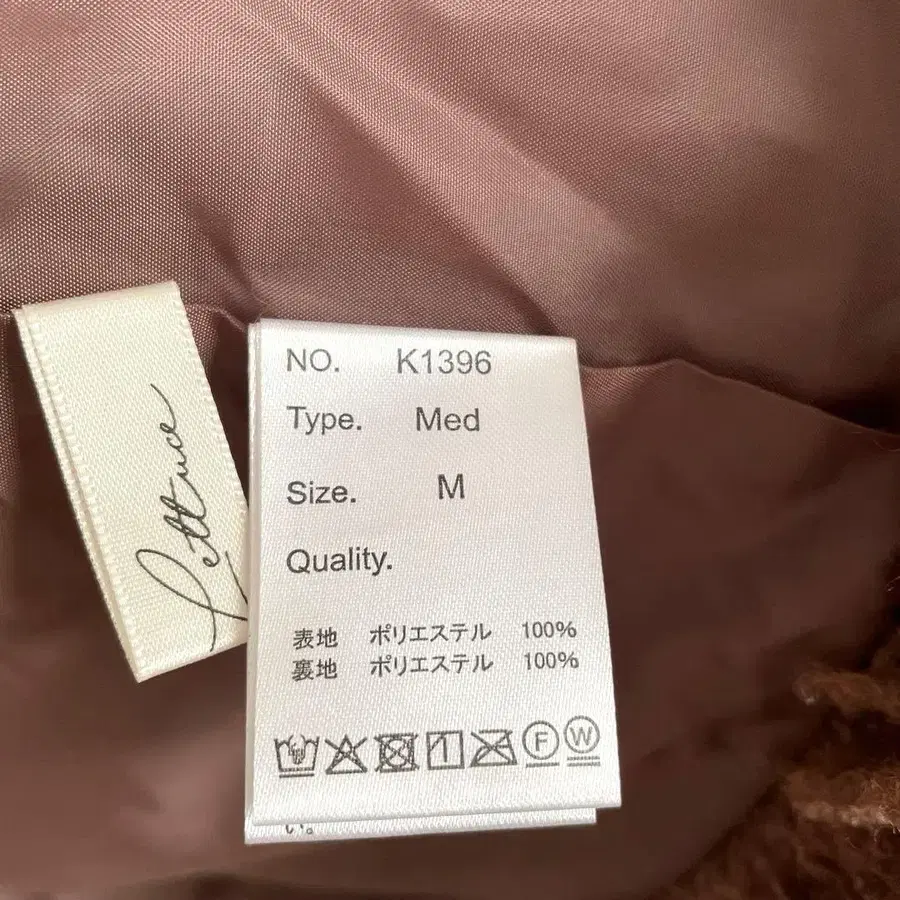 Lettuce
NO. K1396
Type. Med
Size. M
Quality.
表地 ポリエステル 100%
裏地 ポリエステル 100%
F W
い。